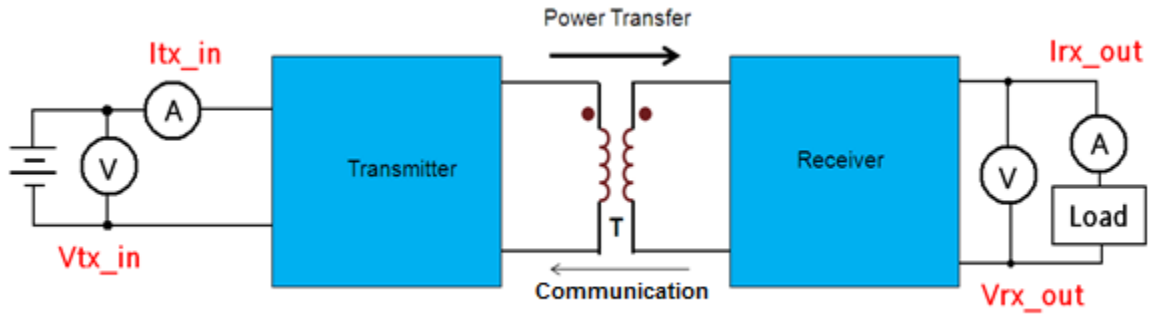 Power Transfer
Itx_in
Irx_out
A
V
Transmitter
Receiver
V
A
Load
T
Vtx_in
Communication
Vrx_out